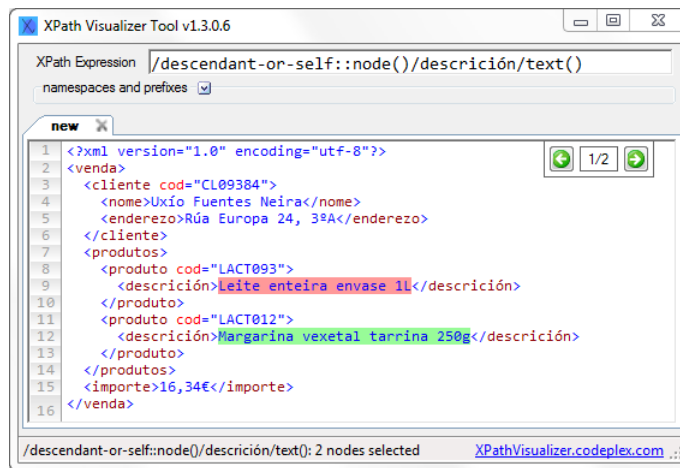 XPath Visualizer Tool v1.3.0.6
XPath Expression /descendant-or-self::node()/descrición/text()
namespaces and prefixes
new
1/2
1 <?xml version="1.0" encoding="utf-8"?>
2 <venda>
3 <cliente cod="CL09384">
4 <nome>Uxío Fuentes Neira</nome>
5 <enderezo>Rúa Europa 24, 3ºA</enderezo>
6 </cliente>
7 <produtos>
8 <produto cod="LACT093">
9 <descrición>Leite enteira envase 1L</descrición>
10 </produto>
11 <produto cod="LACT012">
12 <descrición>Margarina vexetal tarrina 250g</descrición>
13 </produto>
14 </produtos>
15 <importe>16,34€</importe>
16 </venda>
/descendant-or-self::node()/descrición/text(): 2 nodes selected XPathVisualizer.codeplex.com